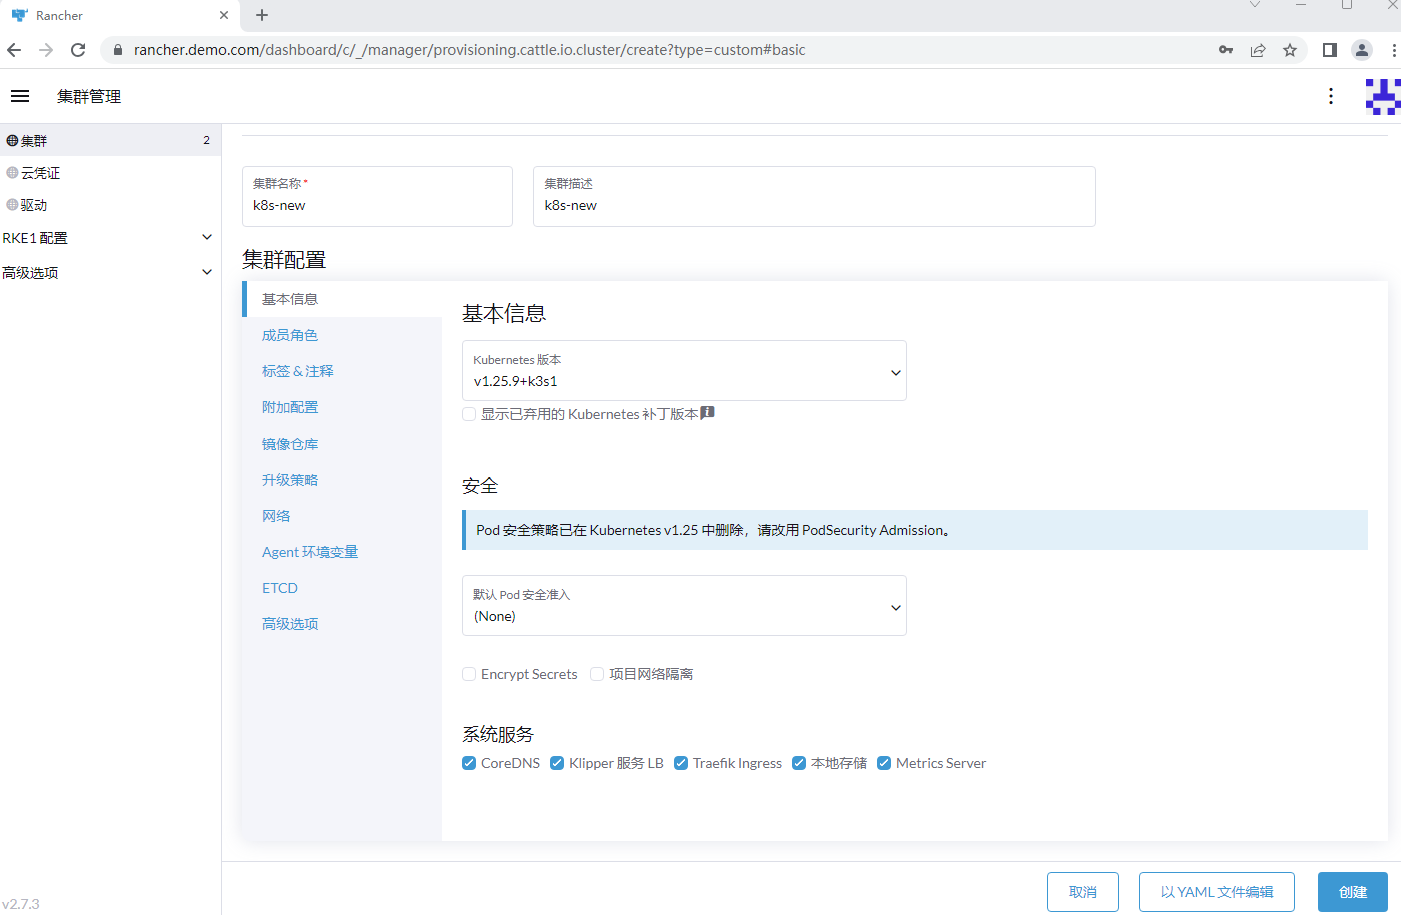 Rancher
rancher.demo.com/dashboard/c/_/manager/provisioning.cattle.io.cluster/create?type=custom#basic
集群管理
集群 2
云凭证
驱动
RKE1 配置
高级选项
集群名称 *
k8s-new
集群描述
k8s-new
集群配置
基本信息
成员角色
标签 & 注释
附加配置
镜像仓库
升级策略
网络
Agent 环境变量
ETCD
高级选项
基本信息
Kubernetes 版本
v1.25.9+k3s1
显示已弃用的 Kubernetes 补丁版本
安全
Pod 安全策略已在 Kubernetes v1.25 中删除，请改用 PodSecurity Admission。
默认 Pod 安全准入
(None)
Encrypt Secrets 项目网络隔离
系统服务
CoreDNS Klipper 服务 LB Traefik Ingress 本地存储 Metrics Server
取消 以 YAML 文件编辑 创建
v2.7.3